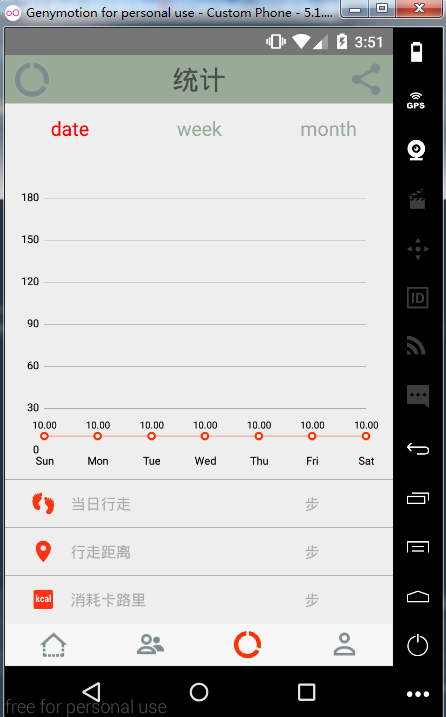 Genymotion for personal use - Custom Phone - 5.1....
3:51
统计
date week month
180
150
120
90
60
30
10.00 10.00 10.00 10.00 10.00 10.00 10.00
0
Sun Mon Tue Wed Thu Fri Sat
GPS
ID
当日行走 步
行走距离 步
kcal 消耗卡路里 步
free for personal use